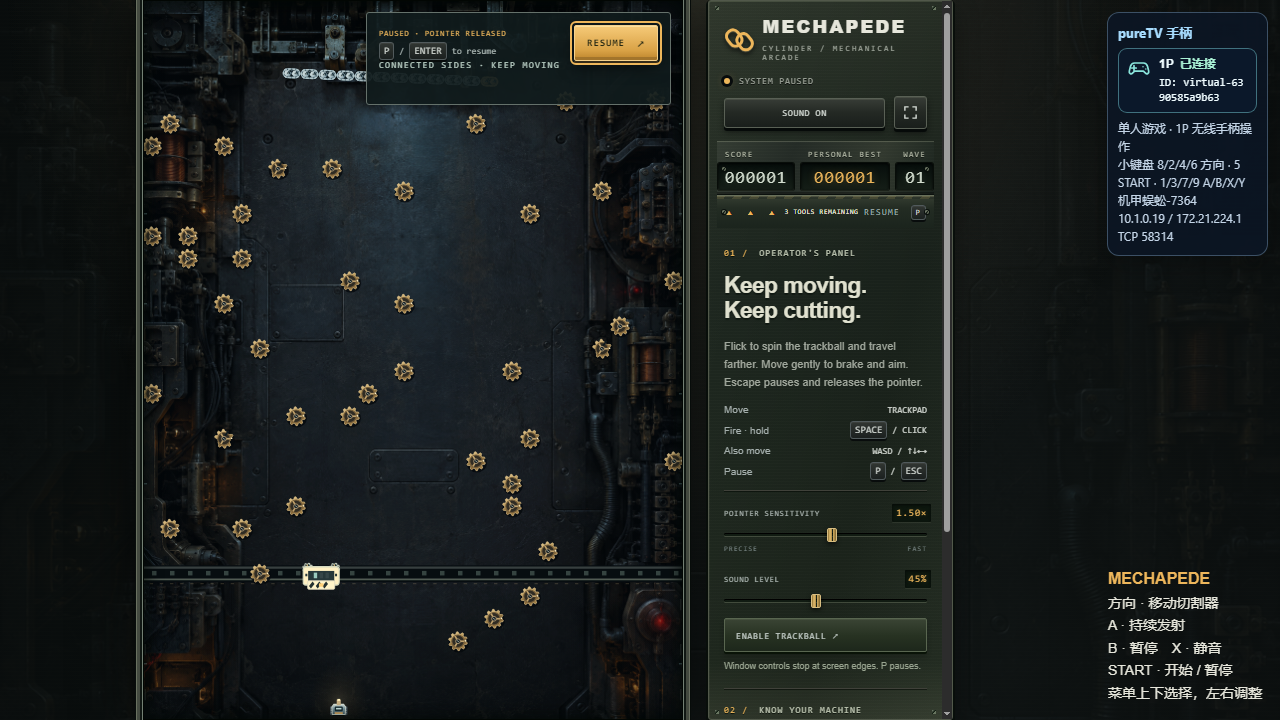 PAUSED · POINTER RELEASED
P / ENTER to resume
CONNECTED SIDES · KEEP MOVING
RESUME ↗
MECHAPEDE
CYLINDER / MECHANICAL
ARCADE
SYSTEM PAUSED
SOUND ON
SCORE PERSONAL BEST WAVE
000001 000001 01
3 TOOLS REMAINING RESUME P
01 / OPERATOR'S PANEL
Keep moving.
Keep cutting.
Flick to spin the trackball and travel
farther. Move gently to brake and aim.
Escape pauses and releases the pointer.
Move TRACKPAD
Fire · hold SPACE / CLICK
Also move WASD / ↑↓←→
Pause P / ESC
POINTER SENSITIVITY 1.50×
PRECISE FAST
SOUND LEVEL 45%
ENABLE TRACKBALL ↗
Window controls stop at screen edges. P pauses.
02 / KNOW YOUR MACHINE
pureTV 手柄
1P 已连接
ID: virtual-63
90585a9b63
单人游戏 · 1P 无线手柄操
作
小键盘 8/2/4/6 方向 · 5
START · 1/3/7/9 A/B/X/Y
机甲蜈蚣-7364
10.1.0.19 / 172.21.224.1
TCP 58314
MECHAPEDE
方向 · 移动切割器
A · 持续发射
B · 暂停 X · 静音
START · 开始 / 暂停
菜单上下选择，左右调整